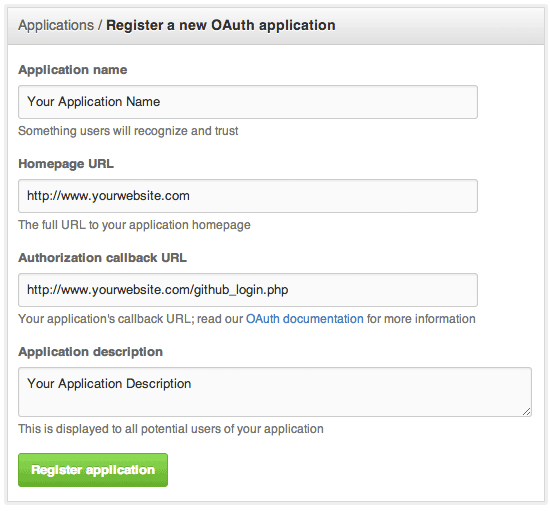 Applications / Register a new OAuth application
Application name
Your Application Name
Something users will recognize and trust
Homepage URL
http://www.yourwebsite.com
The full URL to your application homepage
Authorization callback URL
http://www.yourwebsite.com/github_login.php
Your application's callback URL; read our OAuth documentation for more information
Application description
Your Application Description
This is displayed to all potential users of your application
Register application